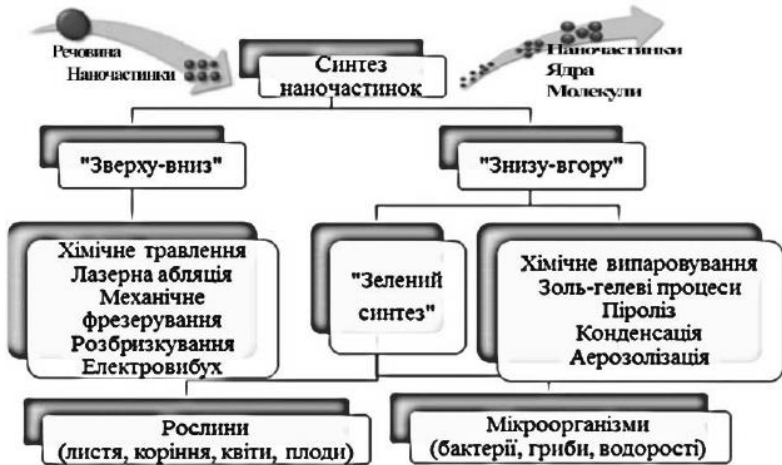 Речовина
Наночастинки
Наночастинки
Ядра
Молекули
Синтез
наночастинок
"Зверху-вниз"
"Знизу-вгору"
Хімічне травлення
Лазерна абляція
Механічне
фрезерування
Розбризкування
Електровибух
"Зелений
синтез"
Хімічне випаровування
Золь-гелеві процеси
Піроліз
Конденсація
Аерозолізація
Рослини
(листя, коріння, квіти, плоди)
Мікроорганізми
(бактерії, гриби, водорості)